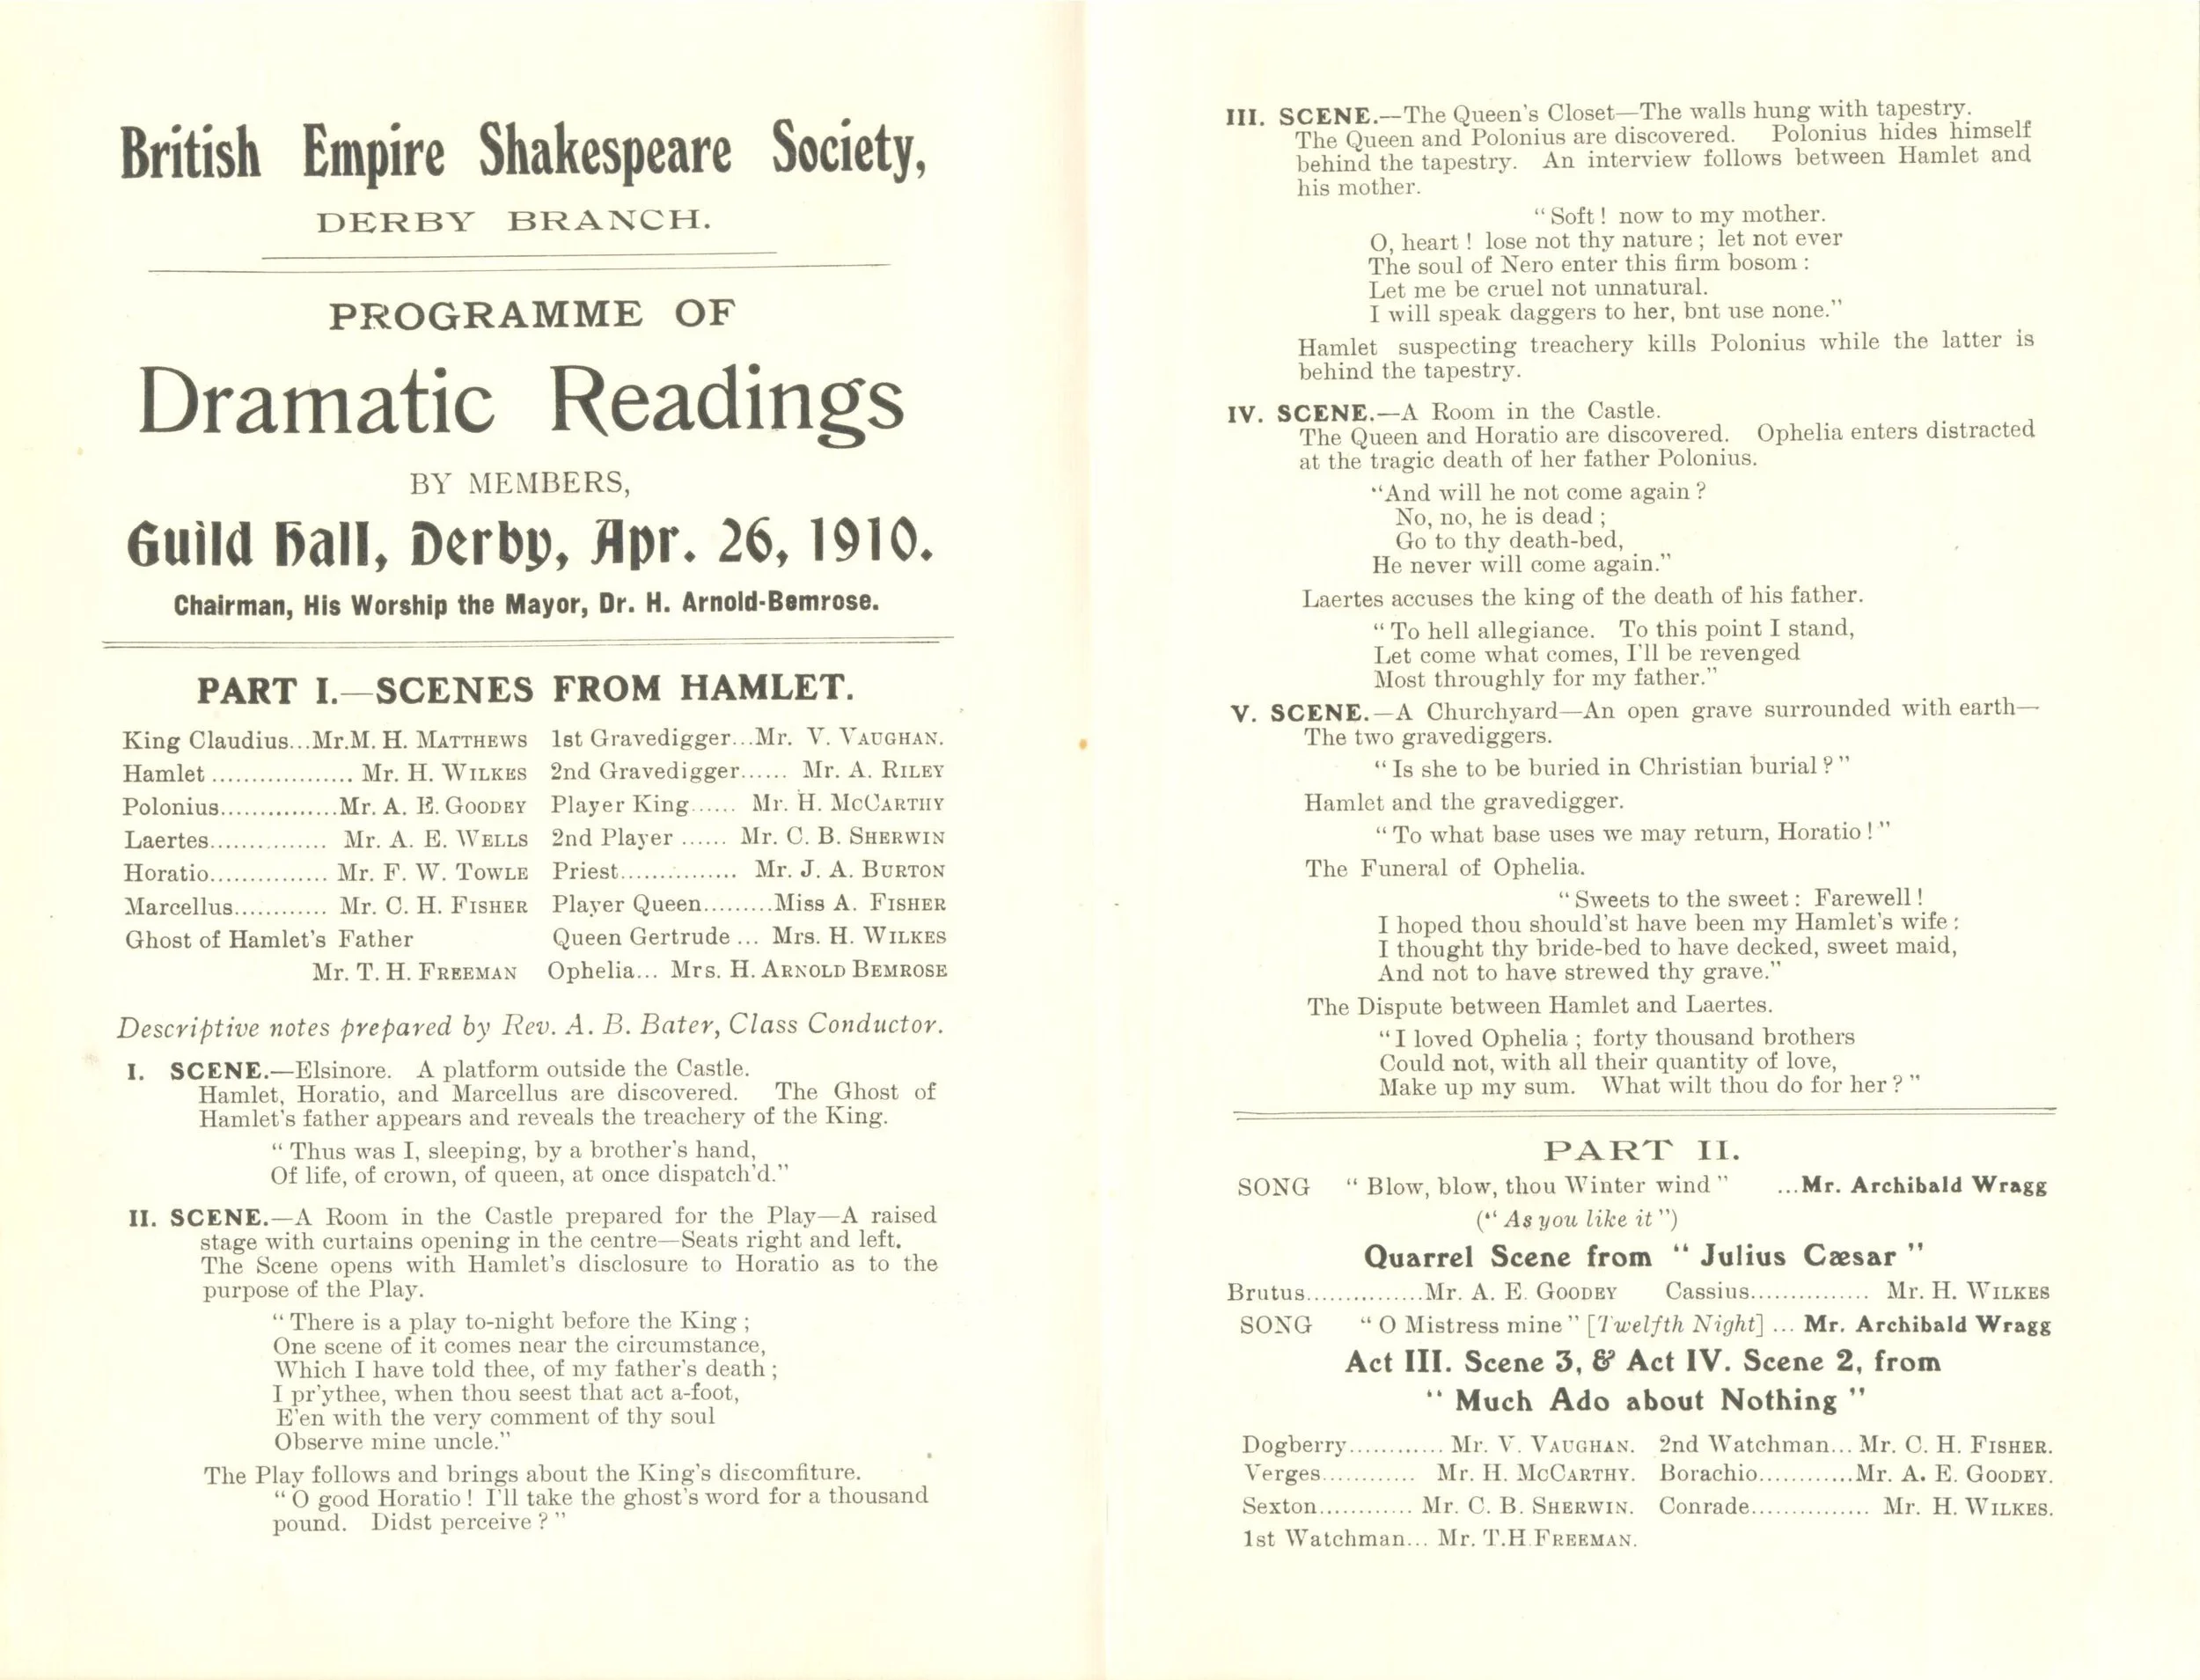 British Empire Shakespeare Society,
DERBY BRANCH.
PROGRAMME OF
Dramatic Readings
BY MEMBERS,
Guild Hall, Derby, Apr. 26, 1910.
Chairman, His Worship the Mayor, Dr. H. Arnold-Bemrose.
PART I.—SCENES FROM HAMLET.
King Claudius...Mr.M. H. MATTHEWS 1st Gravedigger...Mr. V. VAUGHAN.
Hamlet .................. Mr. H. WILKES 2nd Gravedigger...... Mr. A. RILEY
Polonius...............Mr. A. E. GOODEY Player King...... Mr. H. MCCARTHY
Laertes............... Mr. A. E. WELLS 2nd Player ...... Mr. C. B. SHERWIN
Horatio............... Mr. F. W. TOWLE Priest............... Mr. J. A. BURTON
Marcellus............ Mr. C. H. FISHER Player Queen.........Miss A. FISHER
Ghost of Hamlet's Father Queen Gertrude ... Mrs. H. WILKES
Mr. T. H. FREEMAN Ophelia... Mrs. H. ARNOLD BEMROSE
Descriptive notes prepared by Rev. A. B. Bater, Class Conductor.
I. SCENE.—Elsinore. A platform outside the Castle.
Hamlet, Horatio, and Marcellus are discovered. The Ghost of
Hamlet's father appears and reveals the treachery of the King.
" Thus was I, sleeping, by a brother's hand,
Of life, of crown, of queen, at once dispatch'd."
II. SCENE.—A Room in the Castle prepared for the Play—A raised
stage with curtains opening in the centre—Seats right and left.
The Scene opens with Hamlet's disclosure to Horatio as to the
purpose of the Play.
" There is a play to-night before the King ;
One scene of it comes near the circumstance,
Which I have told thee, of my father's death ;
I pr'ythee, when thou seest that act a-foot,
E'en with the very comment of thy soul
Observe mine uncle."
The Play follows and brings about the King's discomfiture.
" O good Horatio ! I'll take the ghost's word for a thousand
pound. Didst perceive ? "
III. SCENE.—The Queen's Closet—The walls hung with tapestry.
The Queen and Polonius are discovered. Polonius hides himself
behind the tapestry. An interview follows between Hamlet and
his mother.
" Soft ! now to my mother.
O, heart ! lose not thy nature ; let not ever
The soul of Nero enter this firm bosom :
Let me be cruel not unnatural.
I will speak daggers to her, bnt use none."
Hamlet suspecting treachery kills Polonius while the latter is
behind the tapestry.
IV. SCENE.—A Room in the Castle.
The Queen and Horatio are discovered. Ophelia enters distracted
at the tragic death of her father Polonius.
"And will he not come again ?
No, no, he is dead ;
Go to thy death-bed,
He never will come again."
Laertes accuses the king of the death of his father.
" To hell allegiance. To this point I stand,
Let come what comes, I'll be revenged
Most throughly for my father."
V. SCENE.—A Churchyard—An open grave surrounded with earth—
The two gravediggers.
" Is she to be buried in Christian burial ? "
Hamlet and the gravedigger.
" To what base uses we may return, Horatio ! "
The Funeral of Ophelia.
" Sweets to the sweet : Farewell !
I hoped thou should'st have been my Hamlet's wife :
I thought thy bride-bed to have decked, sweet maid,
And not to have strewed thy grave."
The Dispute between Hamlet and Laertes.
" I loved Ophelia ; forty thousand brothers
Could not, with all their quantity of love,
Make up my sum. What wilt thou do for her ? "
PART II.
SONG " Blow, blow, thou Winter wind " ...Mr. Archibald Wragg
(" As you like it ")
Quarrel Scene from " Julius Cæsar "
Brutus...............Mr. A. E. GOODEY Cassius............... Mr. H. WILKES
SONG " O Mistress mine " [Twelfth Night] ... Mr. Archibald Wragg
Act III. Scene 3, & Act IV. Scene 2, from
" Much Ado about Nothing "
Dogberry............ Mr. V. VAUGHAN. 2nd Watchman... Mr. C. H. FISHER.
Verges............ Mr. H. MCCARTHY. Borachio............Mr. A. E. GOODEY.
Sexton............ Mr. C. B. SHERWIN. Conrade............... Mr. H. WILKES.
1st Watchman... Mr. T.H.FREEMAN.